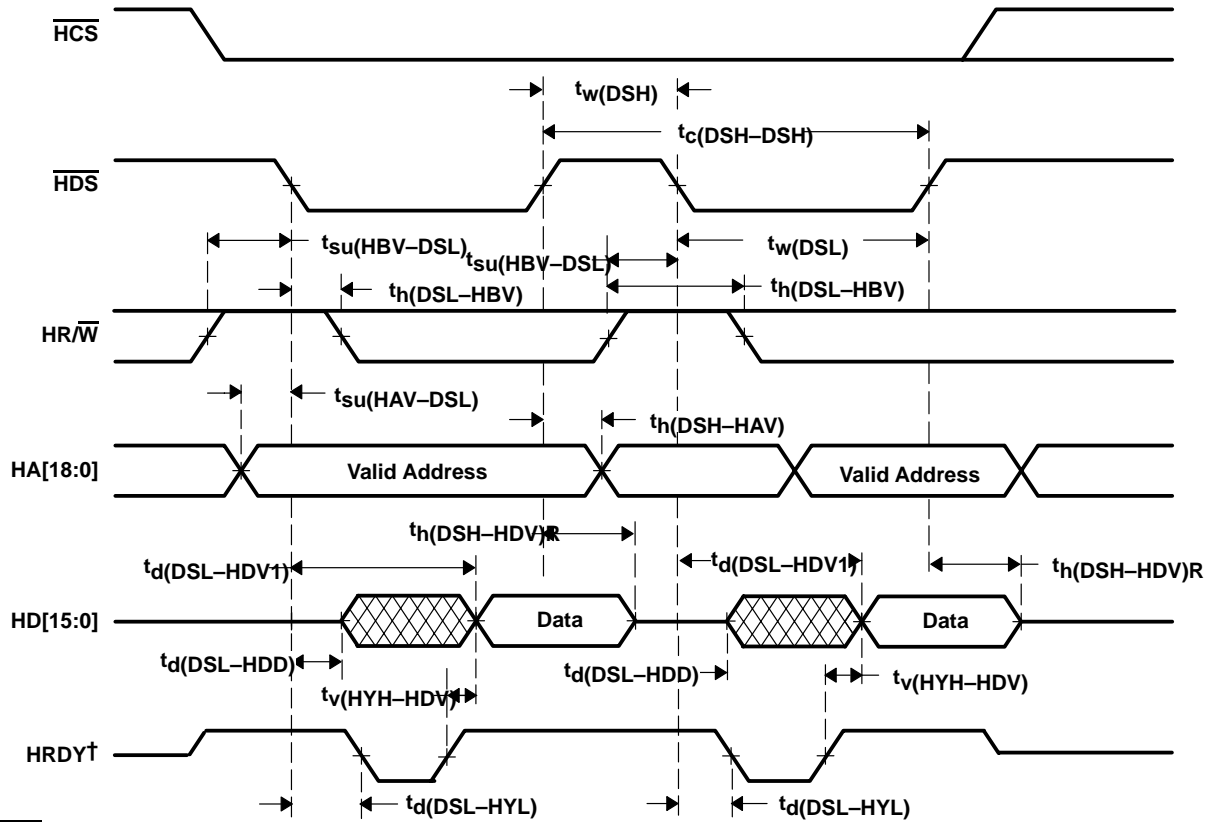 HCS
tw(DSH)
tc(DSH–DSH)
HDS
tsu(HBV–DSL)
tsu(HBV–DSL)
tw(DSL)
th(DSL–HBV)
th(DSL–HBV)
HR/W
tsu(HAV–DSL)
th(DSH–HAV)
HA[18:0]
Valid Address
Valid Address
th(DSH–HDV)R
td(DSL–HDV1)
td(DSL–HDV1)
th(DSH–HDV)R
HD[15:0]
Data
Data
td(DSL–HDD)
td(DSL–HDD)
tv(HYH–HDV)
tv(HYH–HDV)
HRDY†
td(DSL–HYL)
td(DSL–HYL)